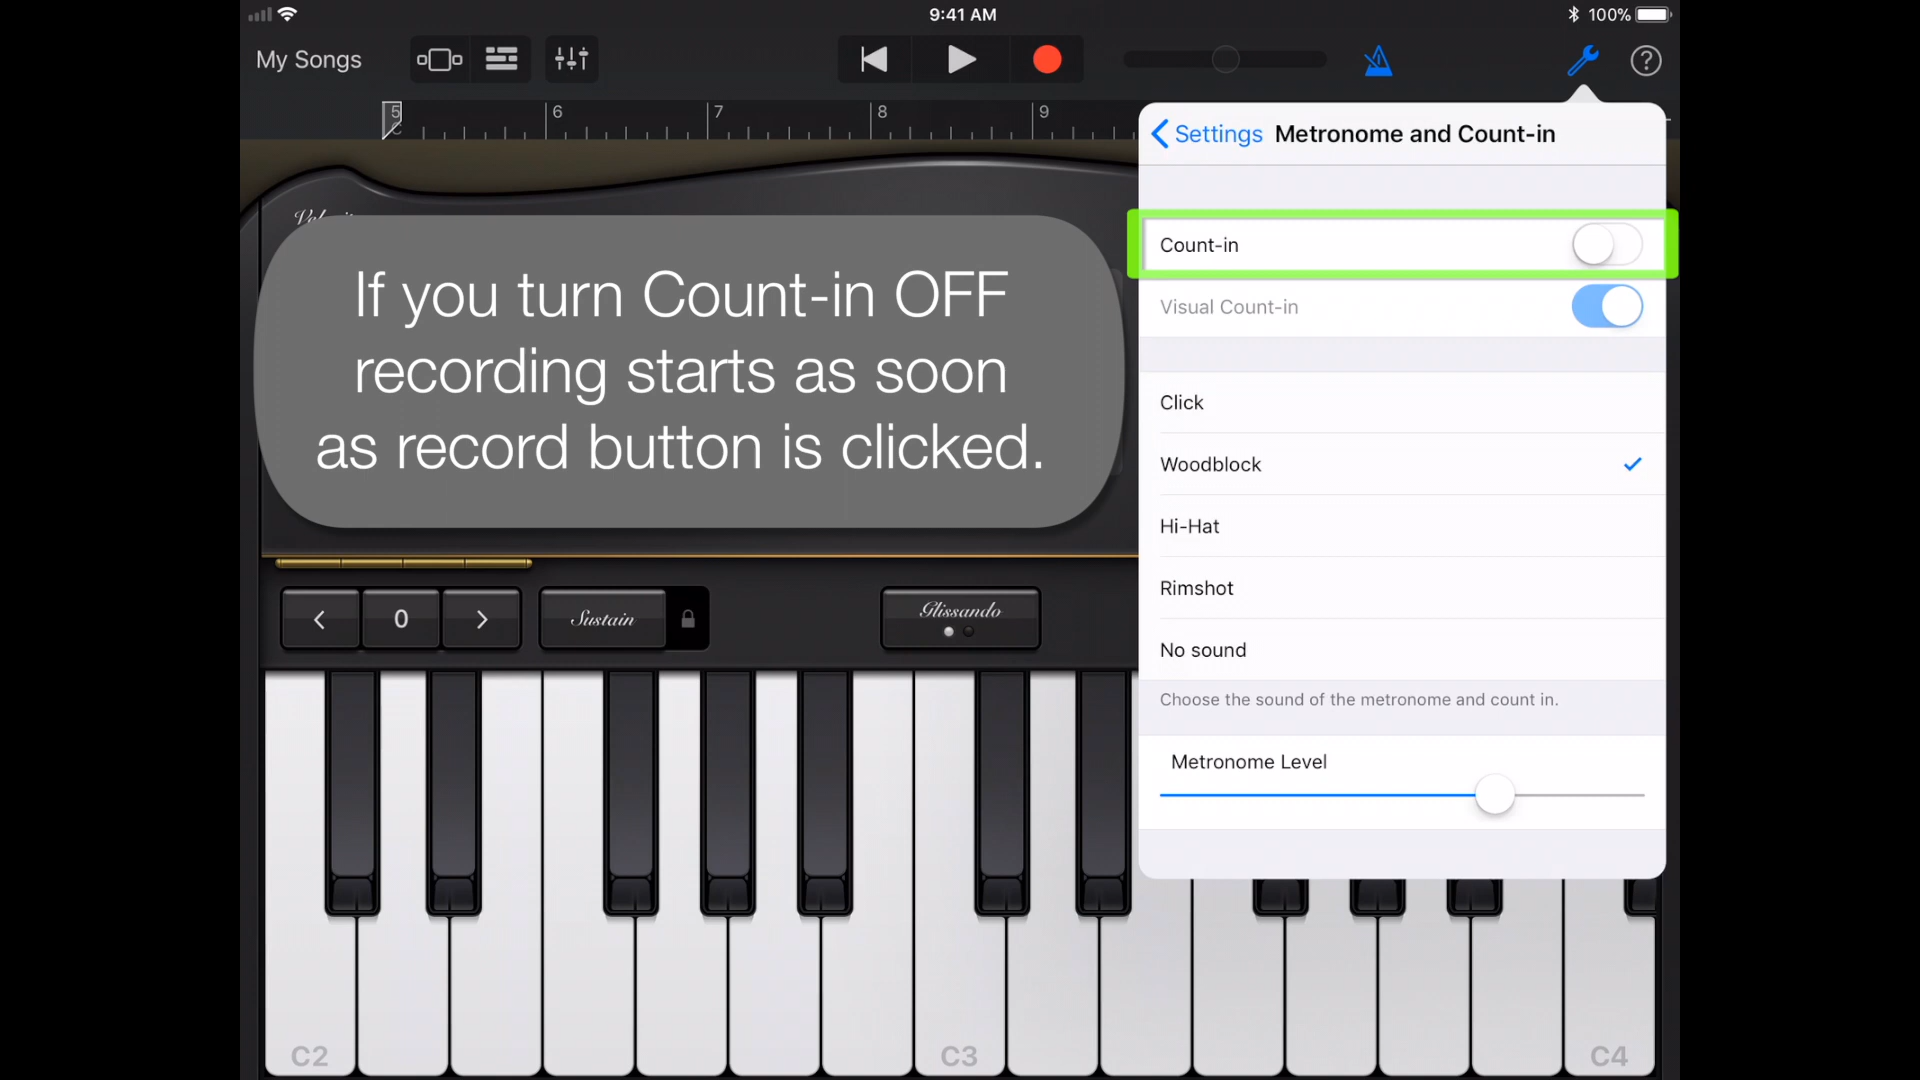 9:41 AM
100%
My Songs
5
C
6
7
8
9
Settings
Metronome and Count-in
Count-in
Visual Count-in
If you turn Count-in OFF
recording starts as soon
as record button is clicked.
Click
Woodblock
Hi-Hat
Rimshot
No sound
Choose the sound of the metronome and count in.
Metronome Level
0
Sustain
Glissando
C2
C3
C4